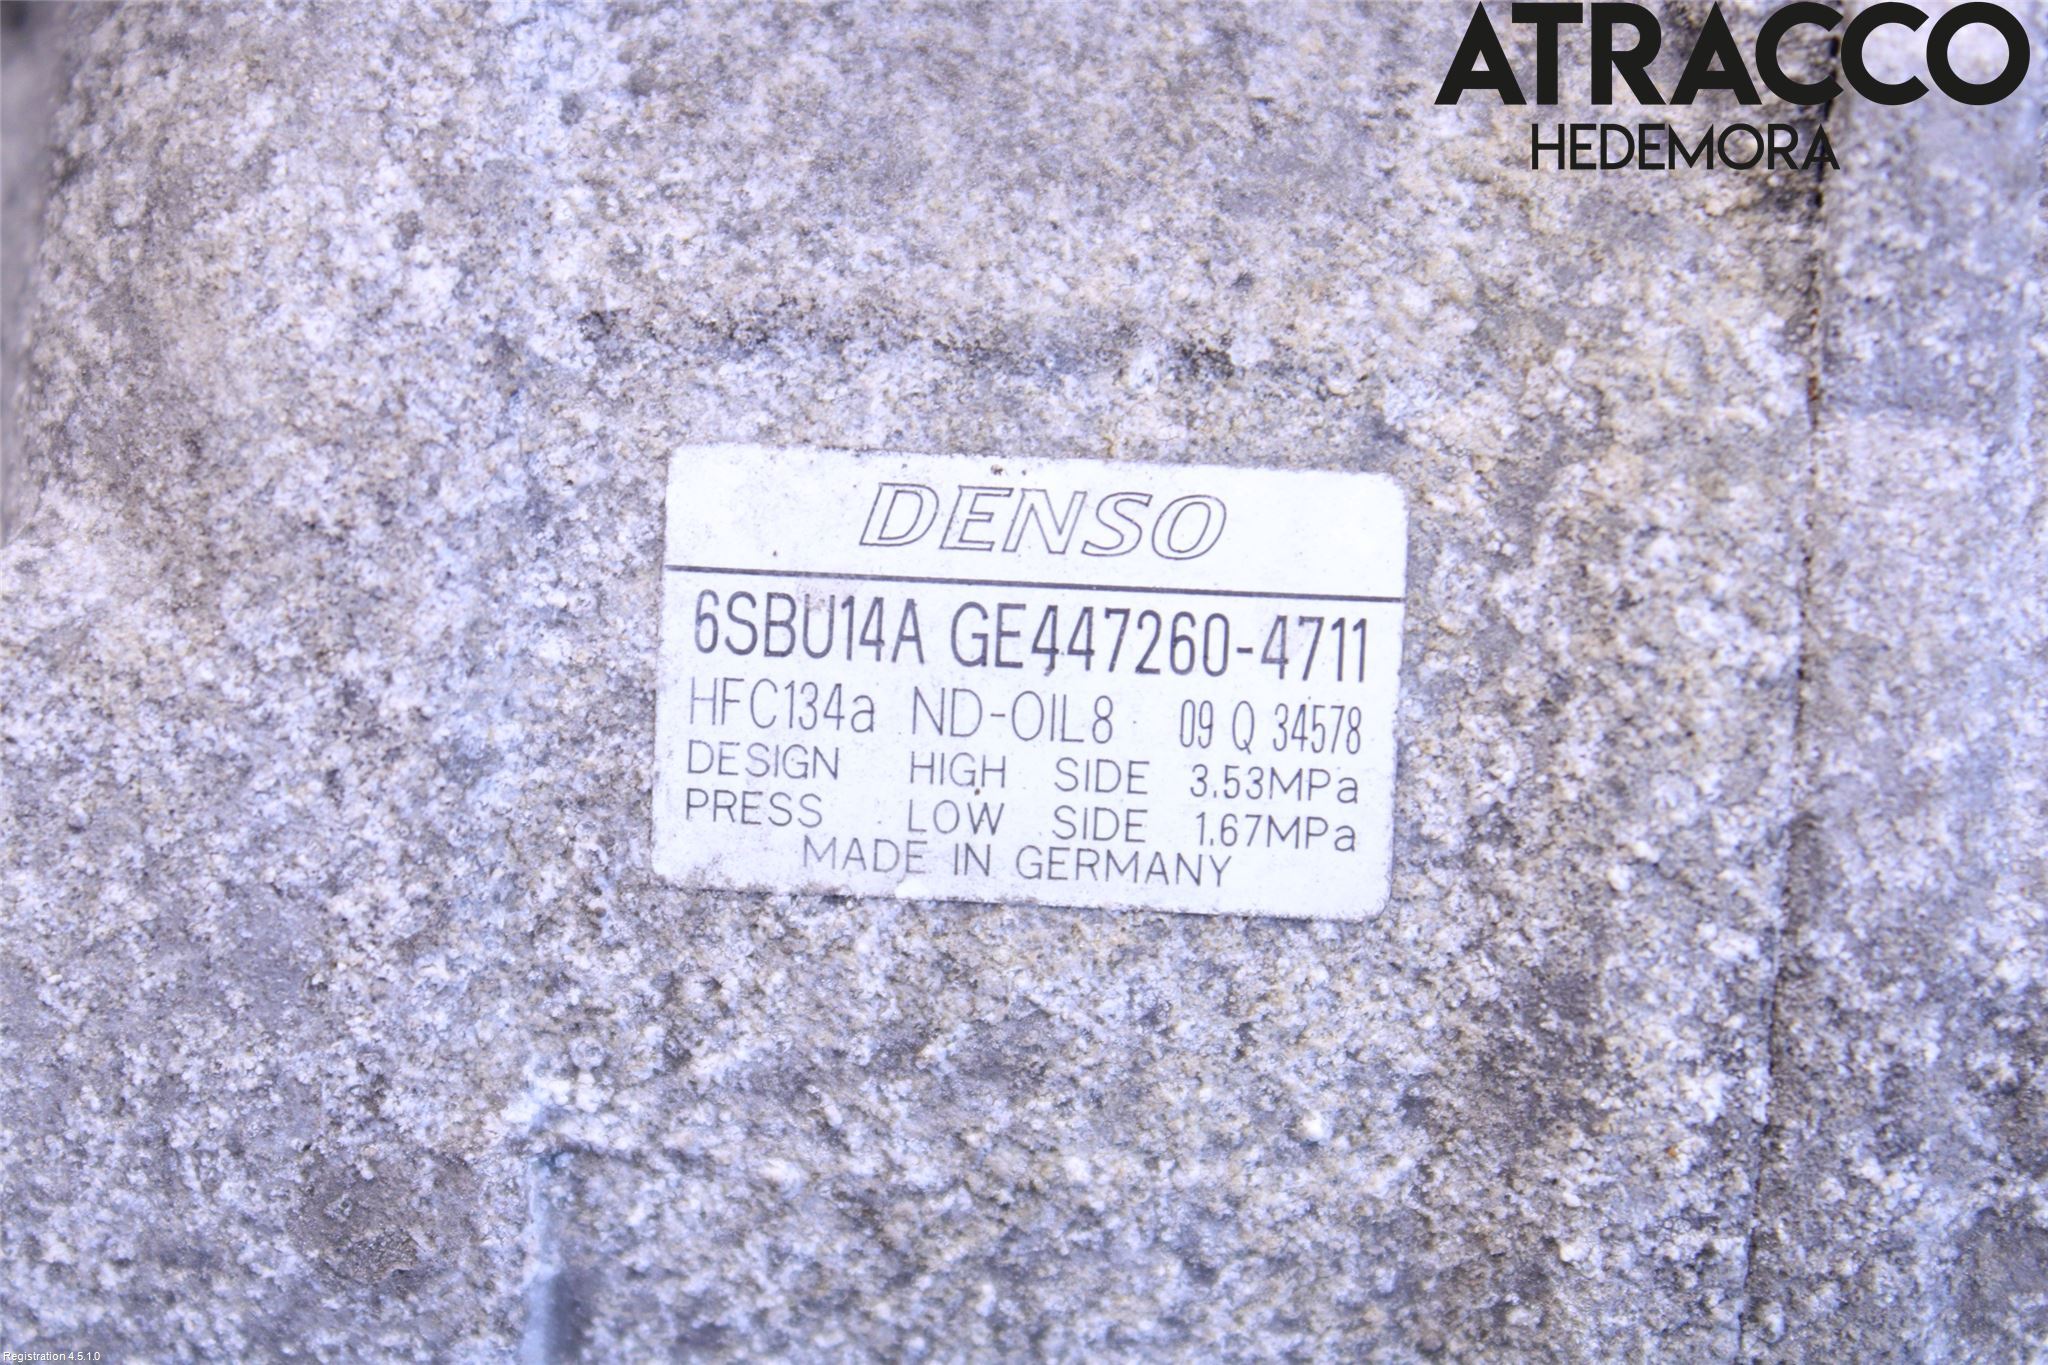 ATRACCO
HEDEMORA
DENSO
6SBU14A GE447260-4711
HFC134a ND-OIL8 09 Q 34578
DESIGN HIGH SIDE 3.53MPa
PRESS LOW SIDE 1.67MPa
MADE IN GERMANY
Registration 4.5.1.0